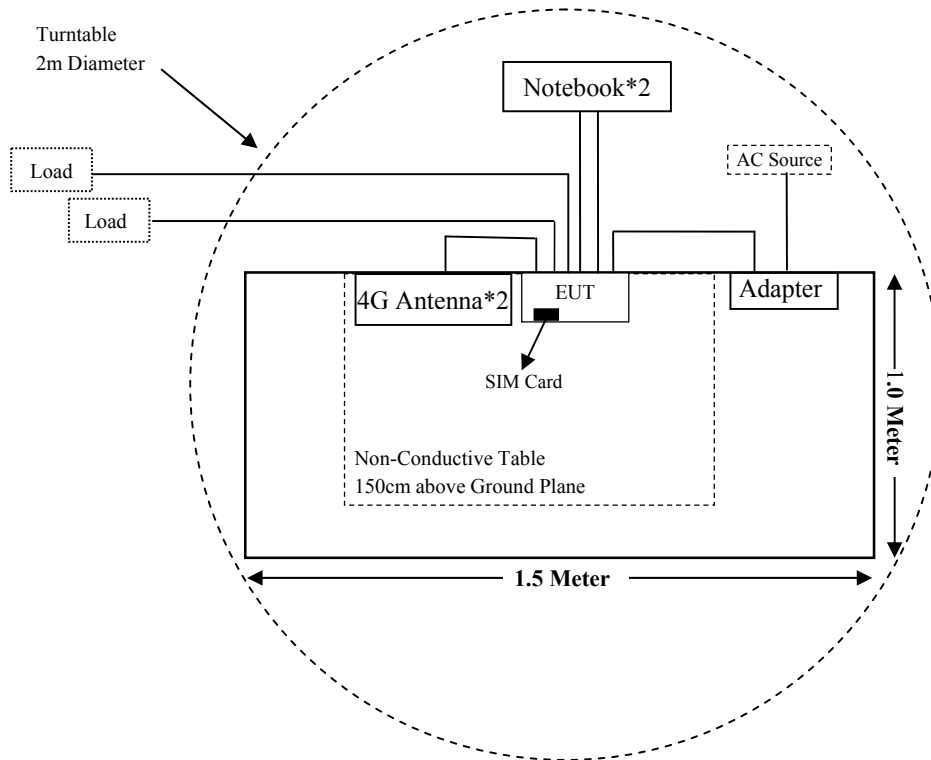 Turntable
2m Diameter
Notebook*2
Load
AC Source
Load
4G Antenna*2
EUT
Adapter
SIM Card
1.0 Meter
Non-Conductive Table
150cm above Ground Plane
1.5 Meter